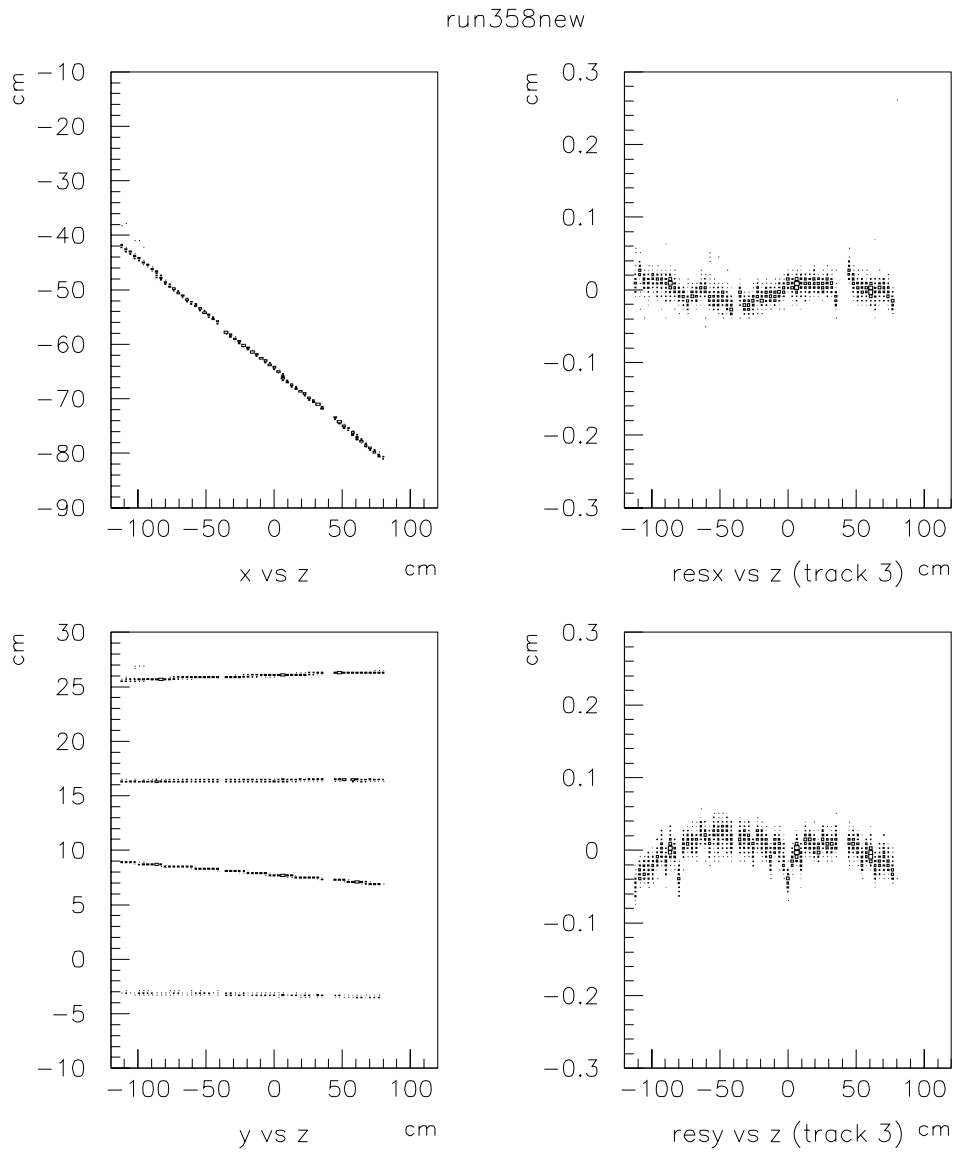 run358new
cm
-10
-20
-30
-40
-50
-60
-70
-80
-90
-100 -50 0 50 100
x vs z cm
cm
0.3
0.2
0.1
0
-0.1
-0.2
-0.3
-100 -50 0 50 100
resx vs z (track 3) cm
cm
30
25
20
15
10
5
0
-5
-10
-100 -50 0 50 100
y vs z cm
cm
0.3
0.2
0.1
0
-0.1
-0.2
-0.3
-100 -50 0 50 100
resy vs z (track 3) cm